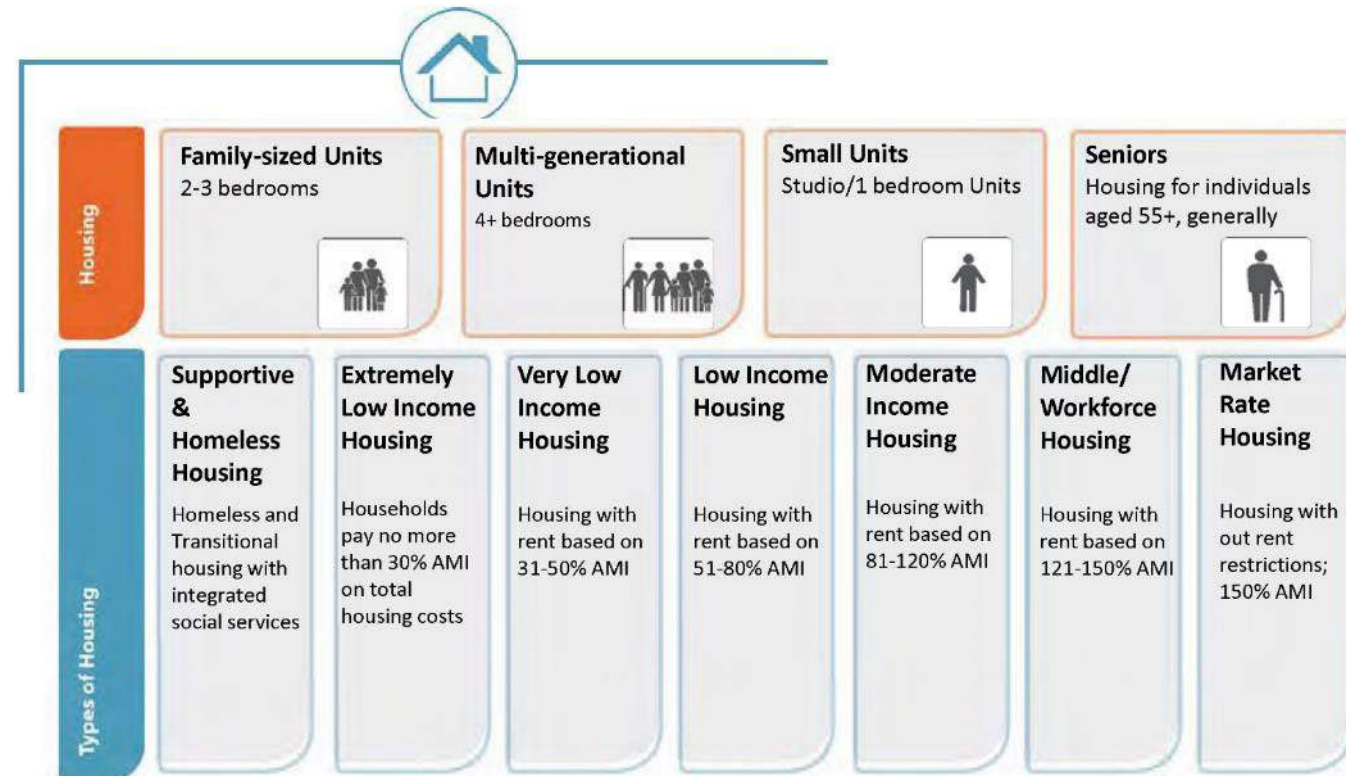 Housing
Family-sized Units
2-3 bedrooms
Multi-generational
Units
4+ bedrooms
Small Units
Studio/1 bedroom Units
Seniors
Housing for individuals
aged 55+, generally
Types of Housing
Supportive
&
Homeless
Housing
Homeless and
Transitional
housing with
integrated
social services
Extremely
Low Income
Housing
Households
pay no more
than 30% AMI
on total
housing costs
Very Low
Income
Housing
Housing with
rent based on
31-50% AMI
Low Income
Housing
Housing with
rent based on
51-80% AMI
Moderate
Income
Housing
Housing with
rent based on
81-120% AMI
Middle/
Workforce
Housing
Housing with
rent based on
121-150% AMI
Market
Rate
Housing
Housing with
out rent
restrictions;
150% AMI